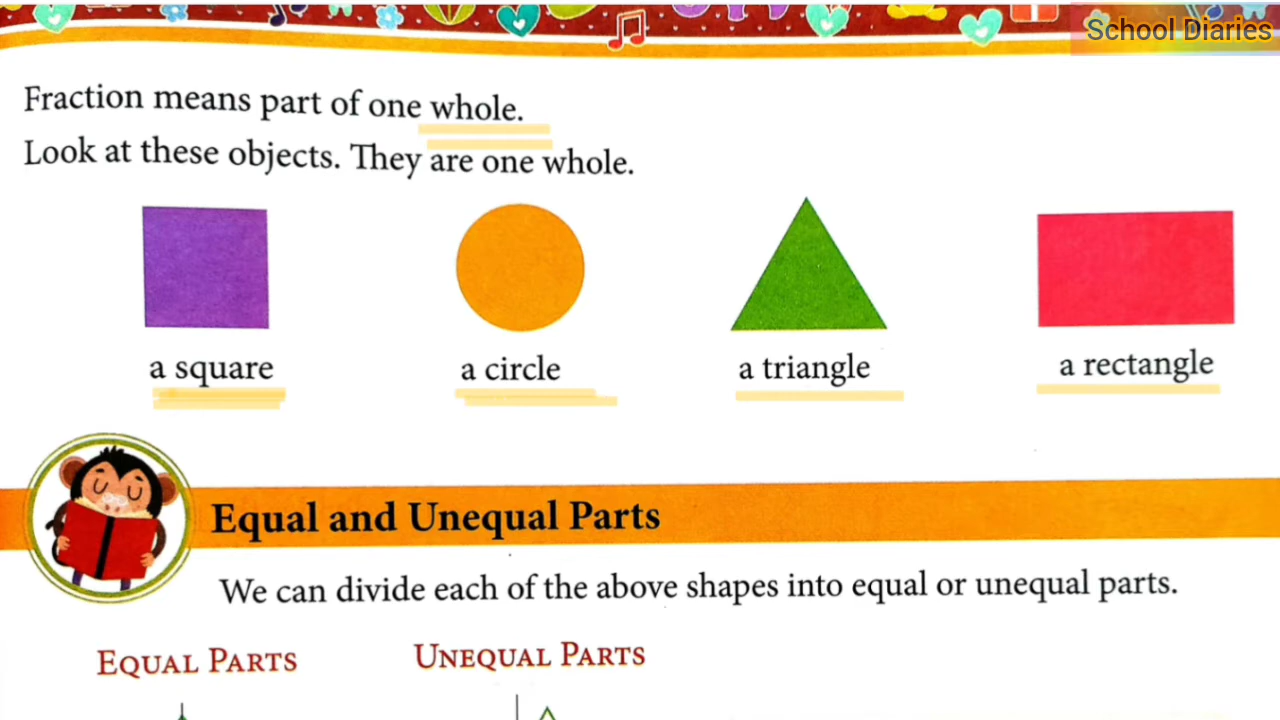 School Diaries
Fraction means part of one whole.
Look at these objects. They are one whole.
a square
a circle
a triangle
a rectangle
Equal and Unequal Parts
We can divide each of the above shapes into equal or unequal parts.
EQUAL PARTS
UNEQUAL PARTS